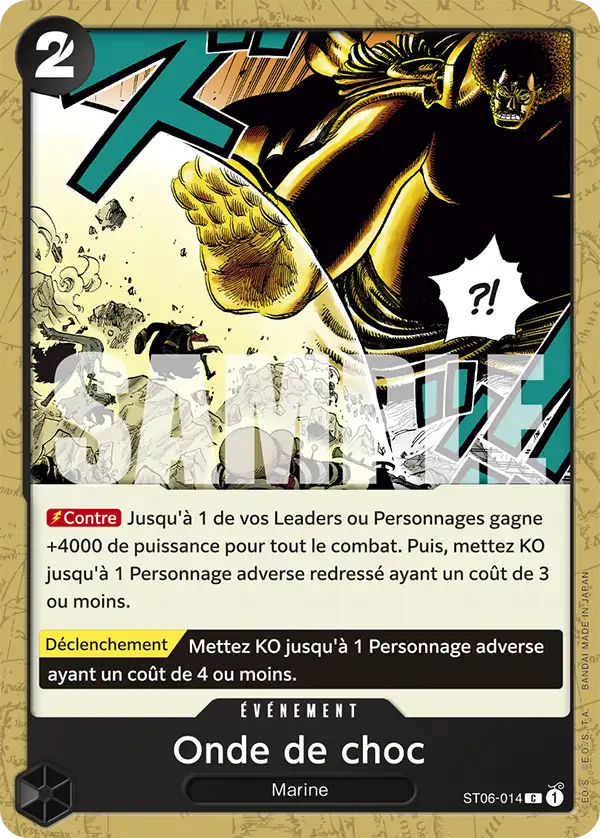 2
?!
SAMPLE
Contre Jusqu'à 1 de vos Leaders ou Personnages gagne
+4000 de puissance pour tout le combat. Puis, mettez KO
jusqu'à 1 Personnage adverse redressé ayant un coût de 3
ou moins.
Déclenchement Mettez KO jusqu'à 1 Personnage adverse
ayant un coût de 4 ou moins.
ÉVÉNEMENT
Onde de choc
Marine
ST06-014 C 1
©E.O./S.,T.A. BANDAI MADE IN JAPAN